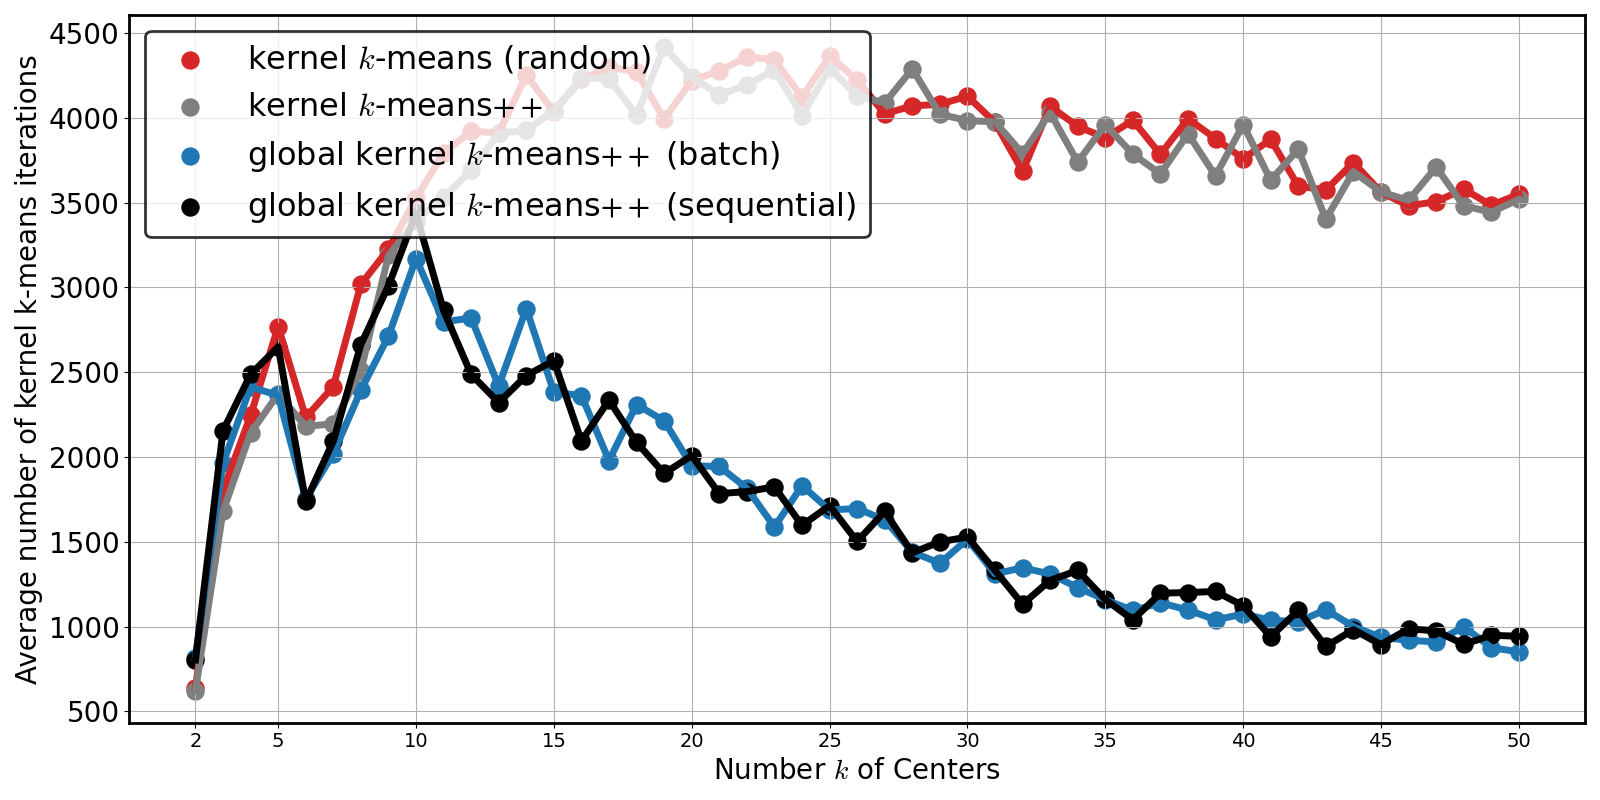 4500
4000
3500
3000
2500
2000
1500
1000
500
Average number of kernel k-means iterations
kernel k-means (random)
kernel k-means++
global kernel k-means++ (batch)
global kernel k-means++ (sequential)
2 5 10 15 20 25 30 35 40 45 50
Number k of Centers